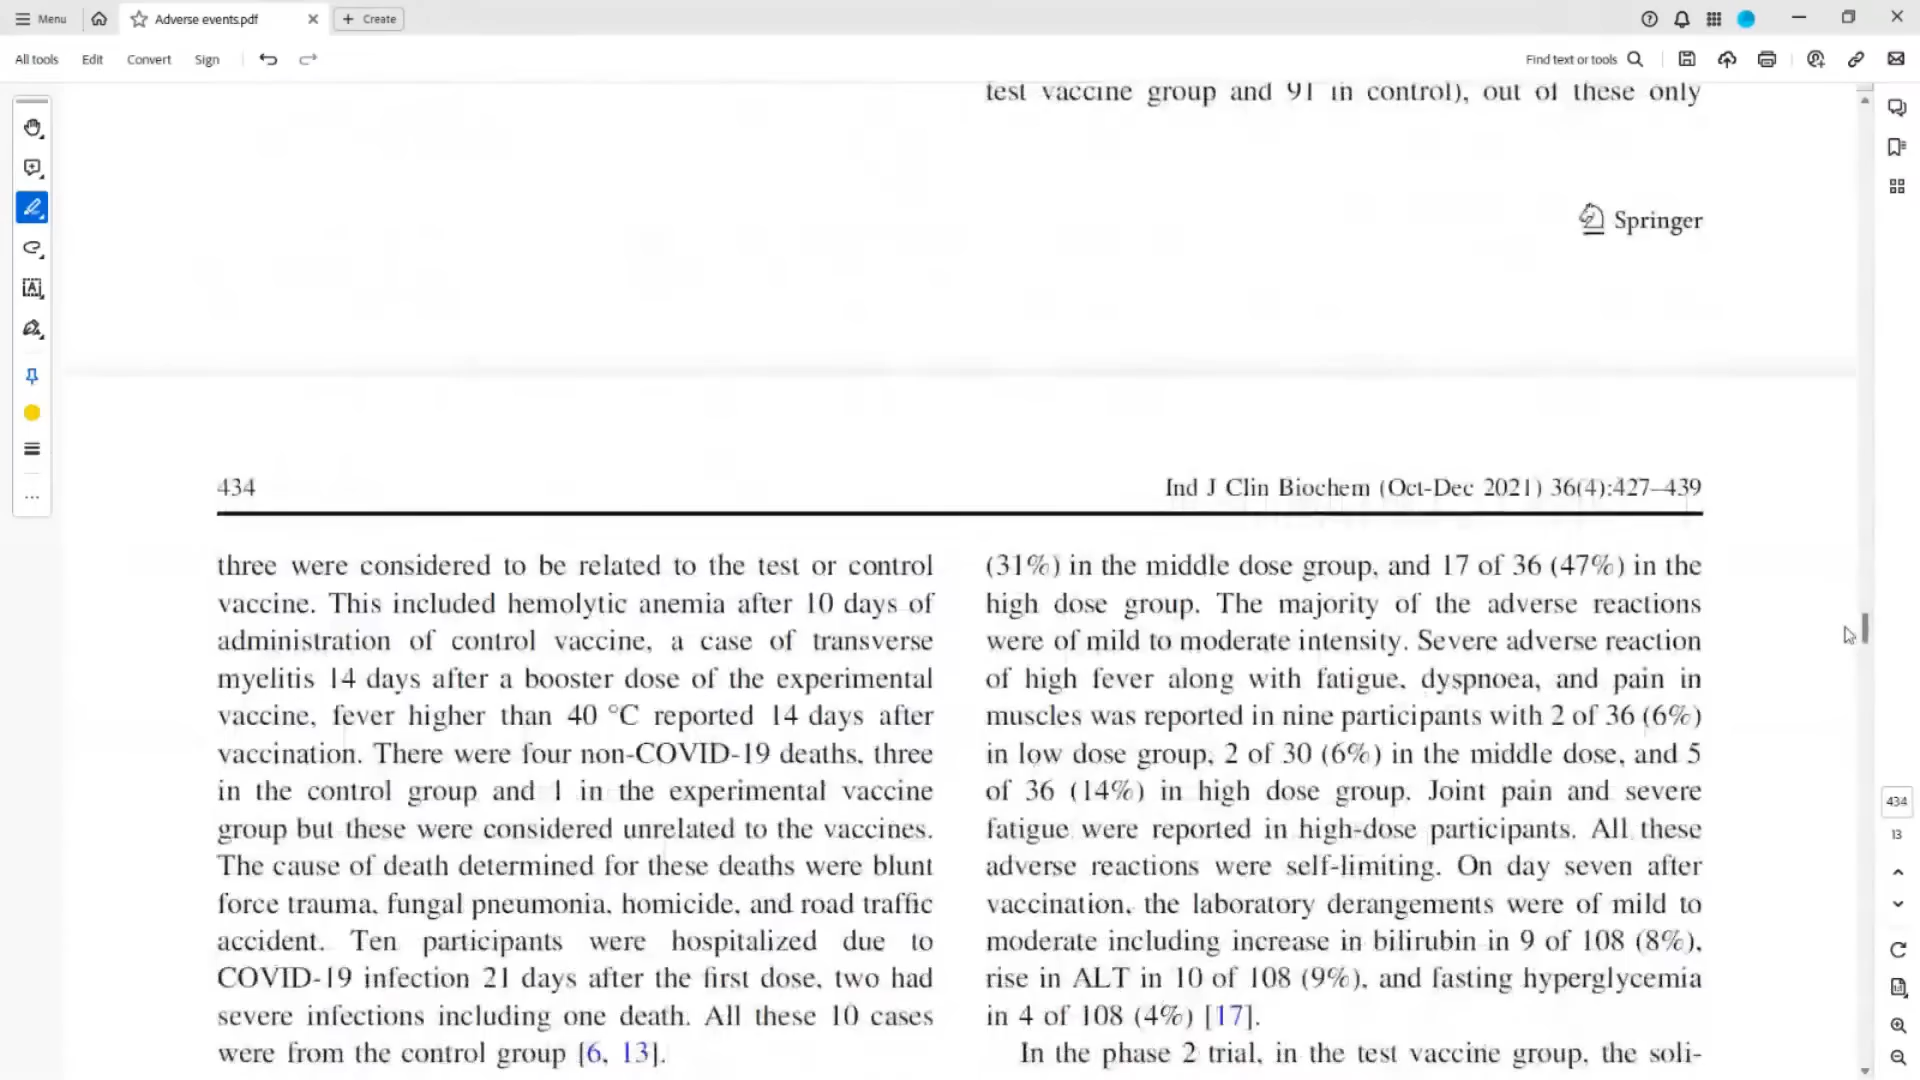 Menu
Adverse events.pdf
Create
All tools
Edit
Convert
Sign
Find text or tools
test vaccine group and 91 in control), out of these only
Springer
434
Ind J Clin Biochem (Oct-Dec 2021) 36(4):427–439
three were considered to be related to the test or control
vaccine. This included hemolytic anemia after 10 days of
administration of control vaccine, a case of transverse
myelitis 14 days after a booster dose of the experimental
vaccine, fever higher than 40 °C reported 14 days after
vaccination. There were four non-COVID-19 deaths, three
in the control group and 1 in the experimental vaccine
group but these were considered unrelated to the vaccines.
The cause of death determined for these deaths were blunt
force trauma, fungal pneumonia, homicide, and road traffic
accident. Ten participants were hospitalized due to
COVID-19 infection 21 days after the first dose, two had
severe infections including one death. All these 10 cases
were from the control group [6, 13].
(31%) in the middle dose group, and 17 of 36 (47%) in the
high dose group. The majority of the adverse reactions
were of mild to moderate intensity. Severe adverse reaction
of high fever along with fatigue, dyspnoea, and pain in
muscles was reported in nine participants with 2 of 36 (6%)
in low dose group, 2 of 30 (6%) in the middle dose, and 5
of 36 (14%) in high dose group. Joint pain and severe
fatigue were reported in high-dose participants. All these
adverse reactions were self-limiting. On day seven after
vaccination, the laboratory derangements were of mild to
moderate including increase in bilirubin in 9 of 108 (8%),
rise in ALT in 10 of 108 (9%), and fasting hyperglycemia
in 4 of 108 (4%) [17].
In the phase 2 trial, in the test vaccine group, the soli-
434
13